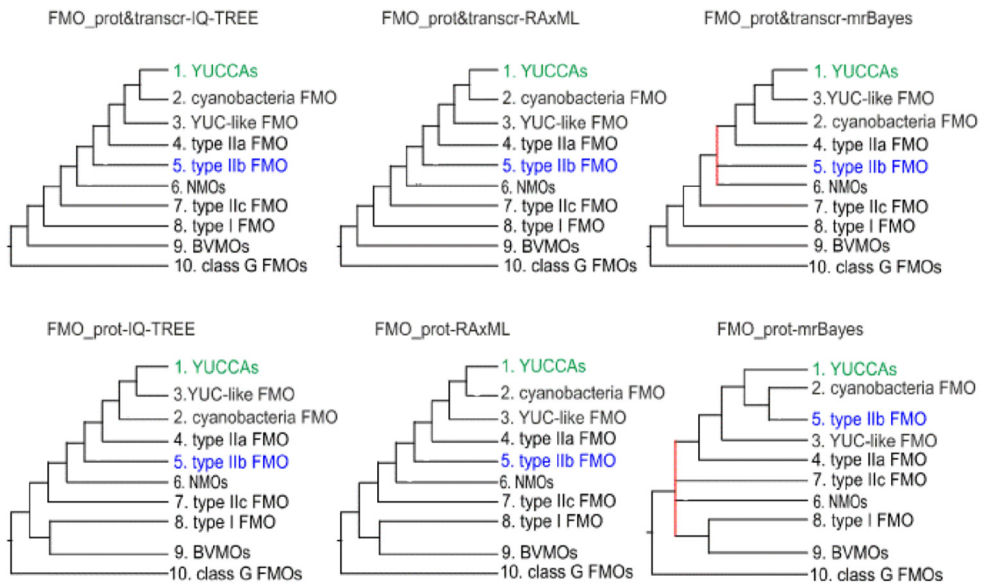 FMO_prot&transcr-IQ-TREE
1. YUCCAs
2. cyanobacteria FMO
3. YUC-like FMO
4. type IIa FMO
5. type IIb FMO
6. NMOs
7. type IIc FMO
8. type I FMO
9. BVMOs
10. class G FMOs
FMO_prot&transcr-RAxML
1. YUCCAs
2. cyanobacteria FMO
3. YUC-like FMO
4. type IIa FMO
5. type IIb FMO
6. NMOs
7. type IIc FMO
8. type I FMO
9. BVMOs
10. class G FMOs
FMO_prot&transcr-mrBayes
1. YUCCAs
3.YUC-like FMO
2. cyanobacteria FMO
4. type IIa FMO
5. type IIb FMO
6. NMOs
7. type IIc FMO
8. type I FMO
9. BVMOs
10. class G FMOs
FMO_prot-IQ-TREE
1. YUCCAs
3.YUC-like FMO
2. cyanobacteria FMO
4. type IIa FMO
5. type IIb FMO
6. NMOs
7. type IIc FMO
8. type I FMO
9. BVMOs
10. class G FMOs
FMO_prot-RAxML
1. YUCCAs
2. cyanobacteria FMO
3. YUC-like FMO
4. type IIa FMO
5. type IIb FMO
6. NMOs
7. type IIc FMO
8. type I FMO
9. BVMOs
10. class G FMOs
FMO_prot-mrBayes
1. YUCCAs
2. cyanobacteria FMO
5. type IIb FMO
3. YUC-like FMO
4. type IIa FMO
7. type IIc FMO
6. NMOs
8. type I FMO
9. BVMOs
10. class G FMOs